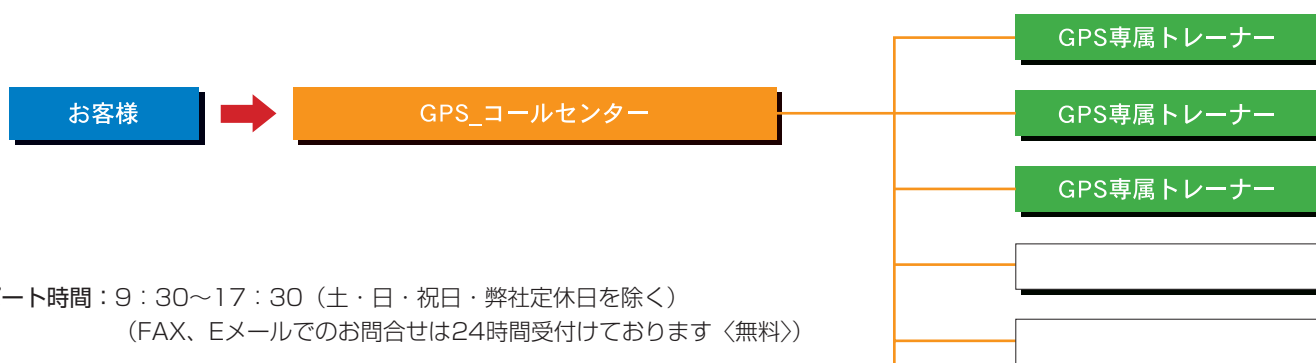 GPS専属トレーナー
お客様
GPS_コールセンター
GPS専属トレーナー
GPS専属トレーナー
ート時間：9：30～17：30（土・日・祝日・弊社定休日を除く）
（FAX、Eメールでのお問合せは24時間受付けております〈無料〉）